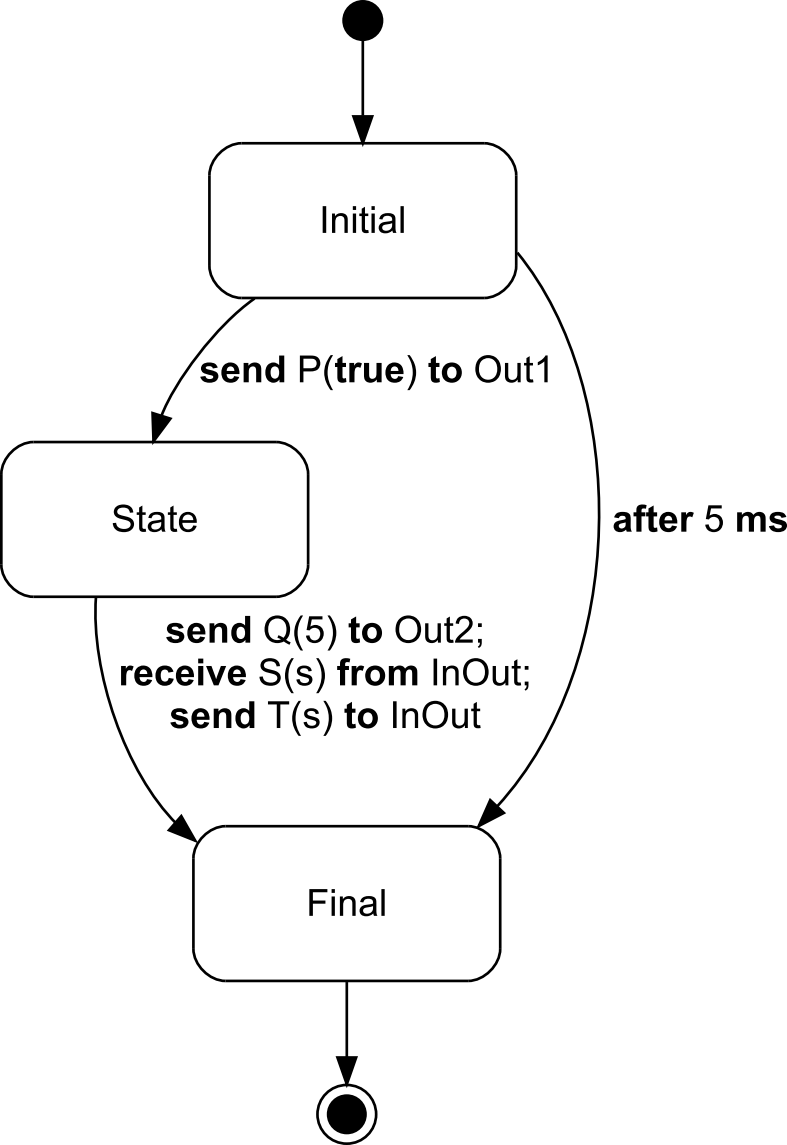 Initial
send P(true) to Out1
State
after 5 ms
send Q(5) to Out2;
receive S(s) from InOut;
send T(s) to InOut
Final